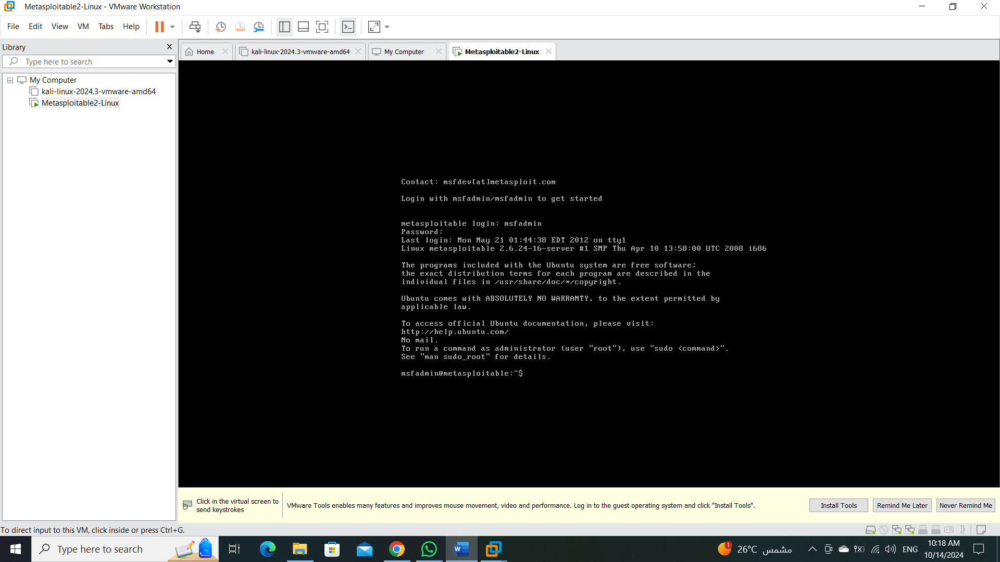 Metasploitable2-Linux - VMware Workstation
File Edit View VM Tabs Help
Library
Type here to search
My Computer
kali-linux-2024.3-vmware-amd64
Metasploitable2-Linux
Home
kali-linux-2024.3-vmware-amd64
My Computer
Metasploitable2-Linux
Contact: msfdev[at]metasploit.com
Login with msfadmin/msfadmin to get started
metasploitable login: msfadmin
Password:
Last login: Mon May 21 01:44:38 EDT 2012 on tty1
Linux metasploitable 2.6.24-16-server #1 SMP Thu Apr 10 13:58:00 UTC 2008 i686
The programs included with the Ubuntu system are free software;
the exact distribution terms for each program are described in the
individual files in /usr/share/doc/*/copyright.
Ubuntu comes with ABSOLUTELY NO WARRANTY, to the extent permitted by
applicable law.
To access official Ubuntu documentation, please visit:
http://help.ubuntu.com/
No mail.
To run a command as administrator (user "root"), use "sudo <command>".
See "man sudo_root" for details.
msfadmin@metasploitable:~$
Click in the virtual screen to
send keystrokes
VMware Tools enables many features and improves mouse movement, video and performance. Log in to the guest operating system and click "Install Tools".
Install Tools
Remind Me Later
Never Remind Me
To direct input to this VM, click inside or press Ctrl+G.
Type here to search
W
1
26°C مشمس
ENG
10:18 AM
10/14/2024